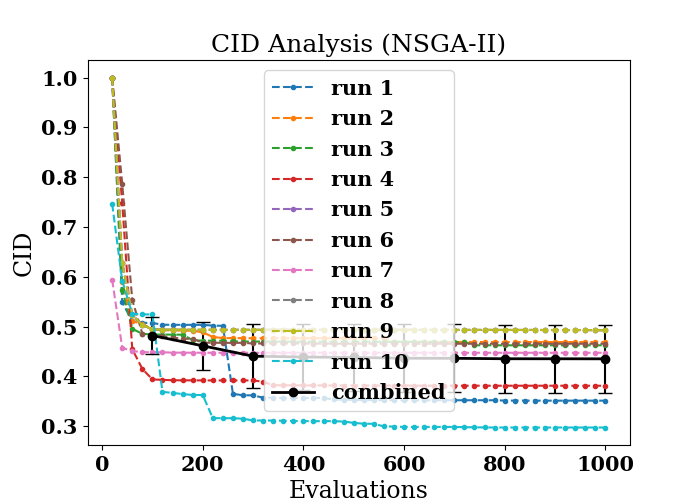 CID Analysis (NSGA-II)
1.0
0.9
0.8
0.7
0.6
0.5
0.4
0.3
CID
run 1
run 2
run 3
run 4
run 5
run 6
run 7
run 8
run 9
run 10
combined
0
200
400
600
800
1000
Evaluations